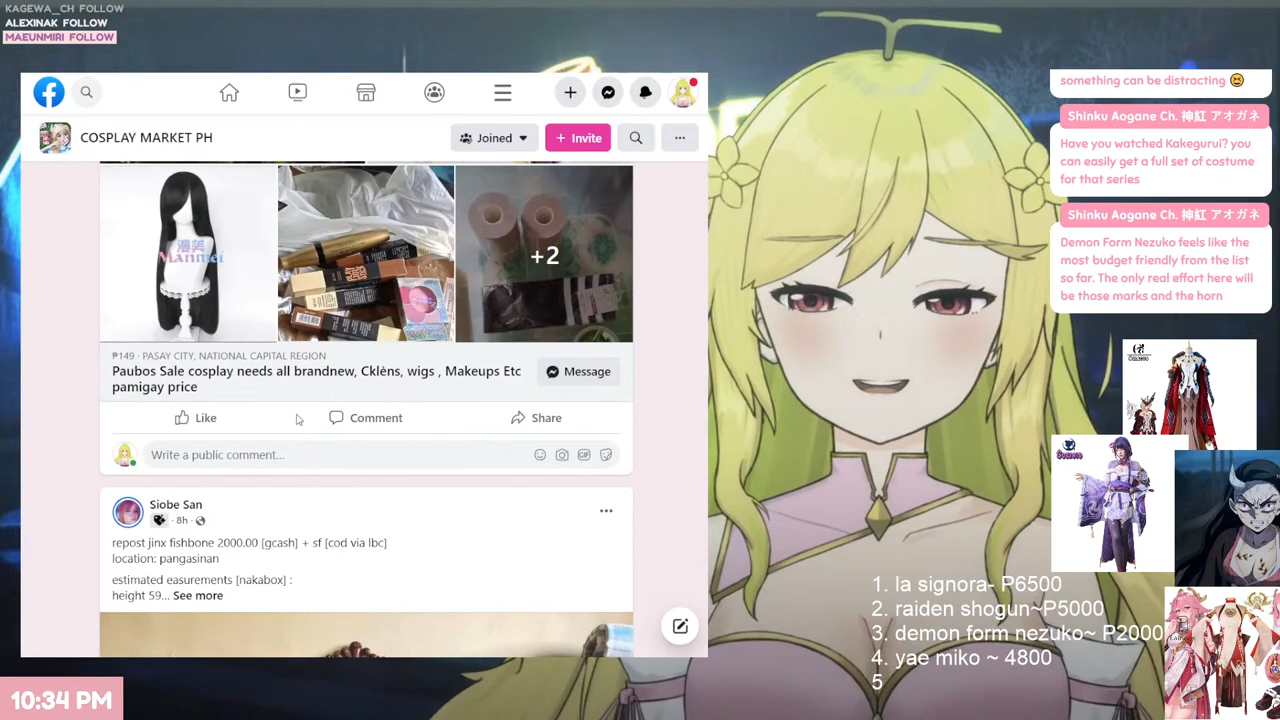 KAGEWA_CH FOLLOW
ALEXINAK FOLLOW
MAEUNMIRI FOLLOW
COSPLAY MARKET PH
Joined
+ Invite
漫美
Manmei
+2
₱149 · PASAY CITY, NATIONAL CAPITAL REGION
Paubos Sale cosplay needs all brandnew, Cklèns, wigs , Makeups Etc
pamigay price
Message
Like
Comment
Share
Write a public comment...
GIF
Siobe San
· 8h ·
repost jinx fishbone 2000.00 [gcash] + sf [cod via lbc]
location: pangasinan
estimated easurements [nakabox] :
height 59... See more
10:34 PM
something can be distracting 😆
Shinku Aogane Ch. 神紅 アオガネ
Have you watched Kakegurui? you
can easily get a full set of costume
for that series
Shinku Aogane Ch. 神紅 アオガネ
Demon Form Nezuko feels like the
most budget friendly from the list
so far. The only real effort here will
be those marks and the horn
1. la signora- P6500
2. raiden shogun~P5000
3. demon form nezuko~ P2000
4. yae miko ~ 4800
5